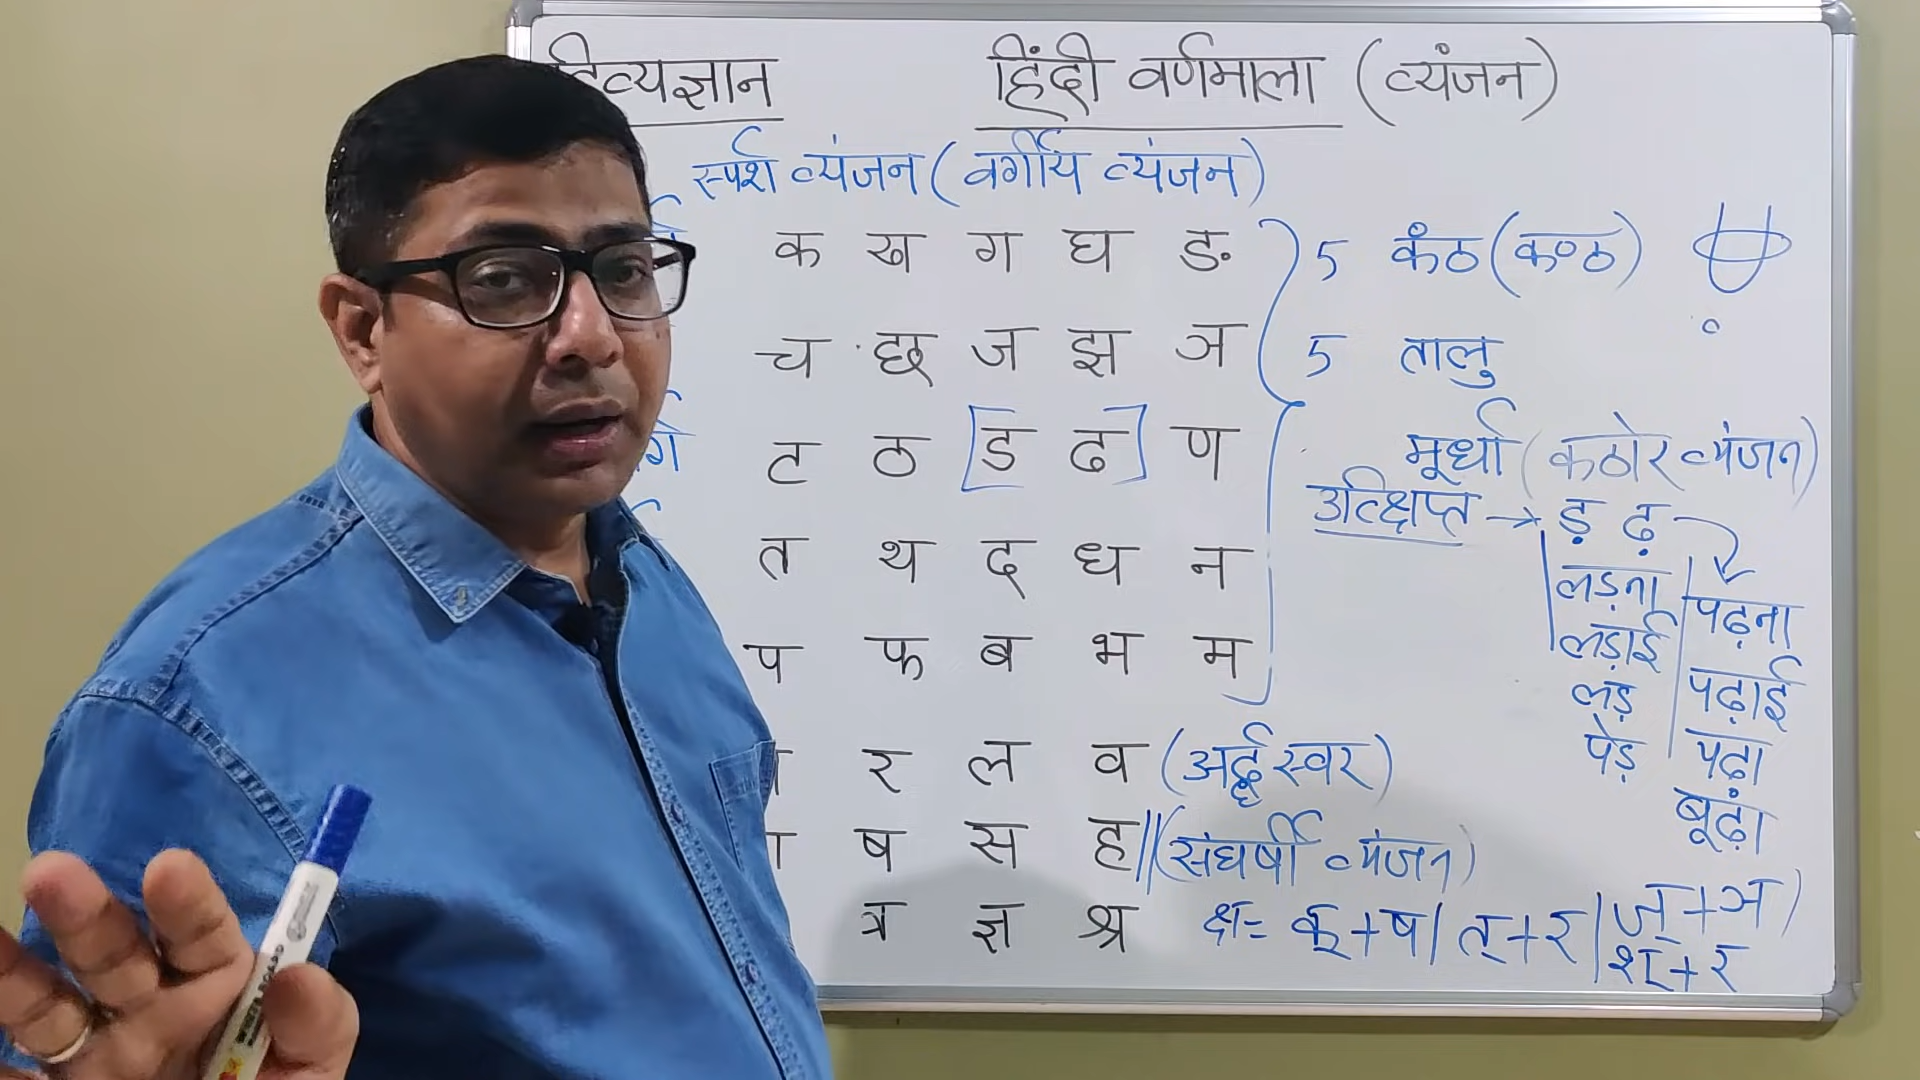 दिव्यज्ञान हिंदी वर्णमाला (व्यंजन)
स्पर्श व्यंजन (वर्गीय व्यंजन)
क ख ग घ ङ 5 कंठ (कण्ठ)
च छ ज झ ञ 5 तालु
ट ठ [ड ढ] ण मूर्धा (कठोर व्यंजन)
उत्क्षिप्त → ड़ ढ़
त थ द ध न
लड़ना पढ़ना
लड़ाई पढ़ाई
लड़ पढ़ा
पेड़ बूढ़ा
प फ ब भ म
र ल व (अर्द्ध स्वर)
ष स ह || (संघर्षी व्यंजन)
त्र ज्ञ श्र क्ष = क् + ष | त् + र | ज् + ञ
श् + र